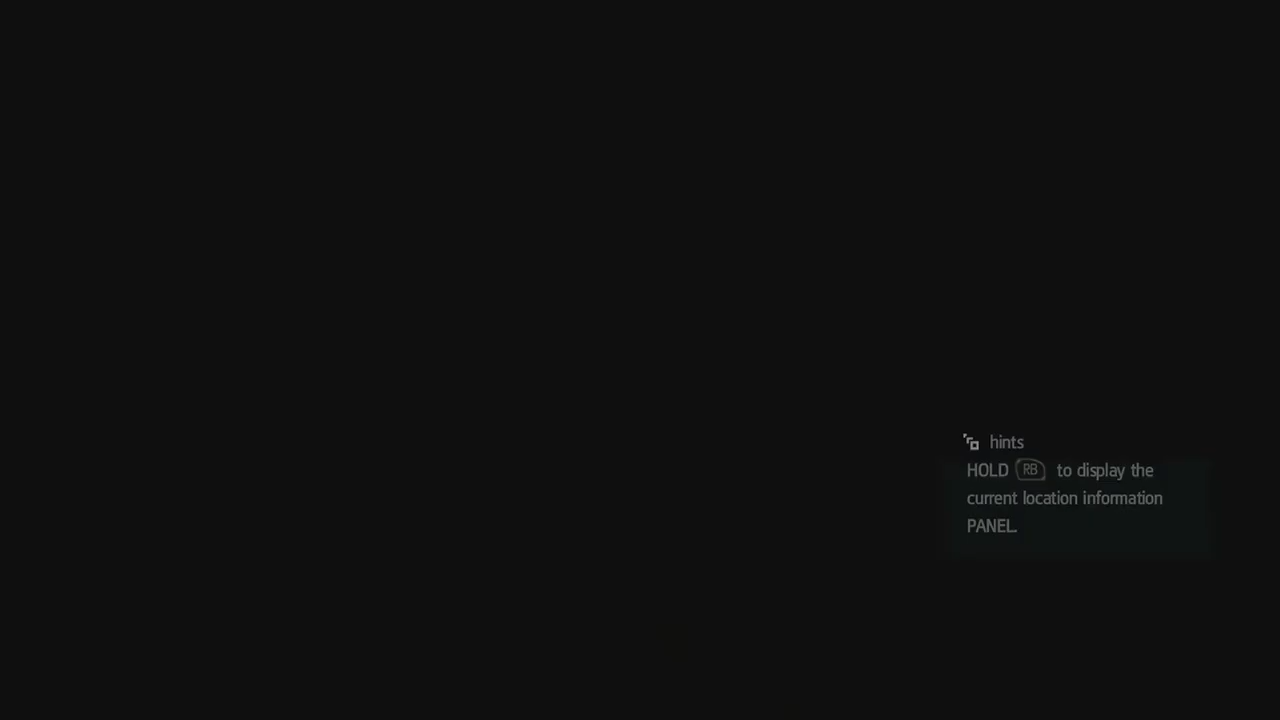 hints
HOLD RB to display the
current location information
PANEL.